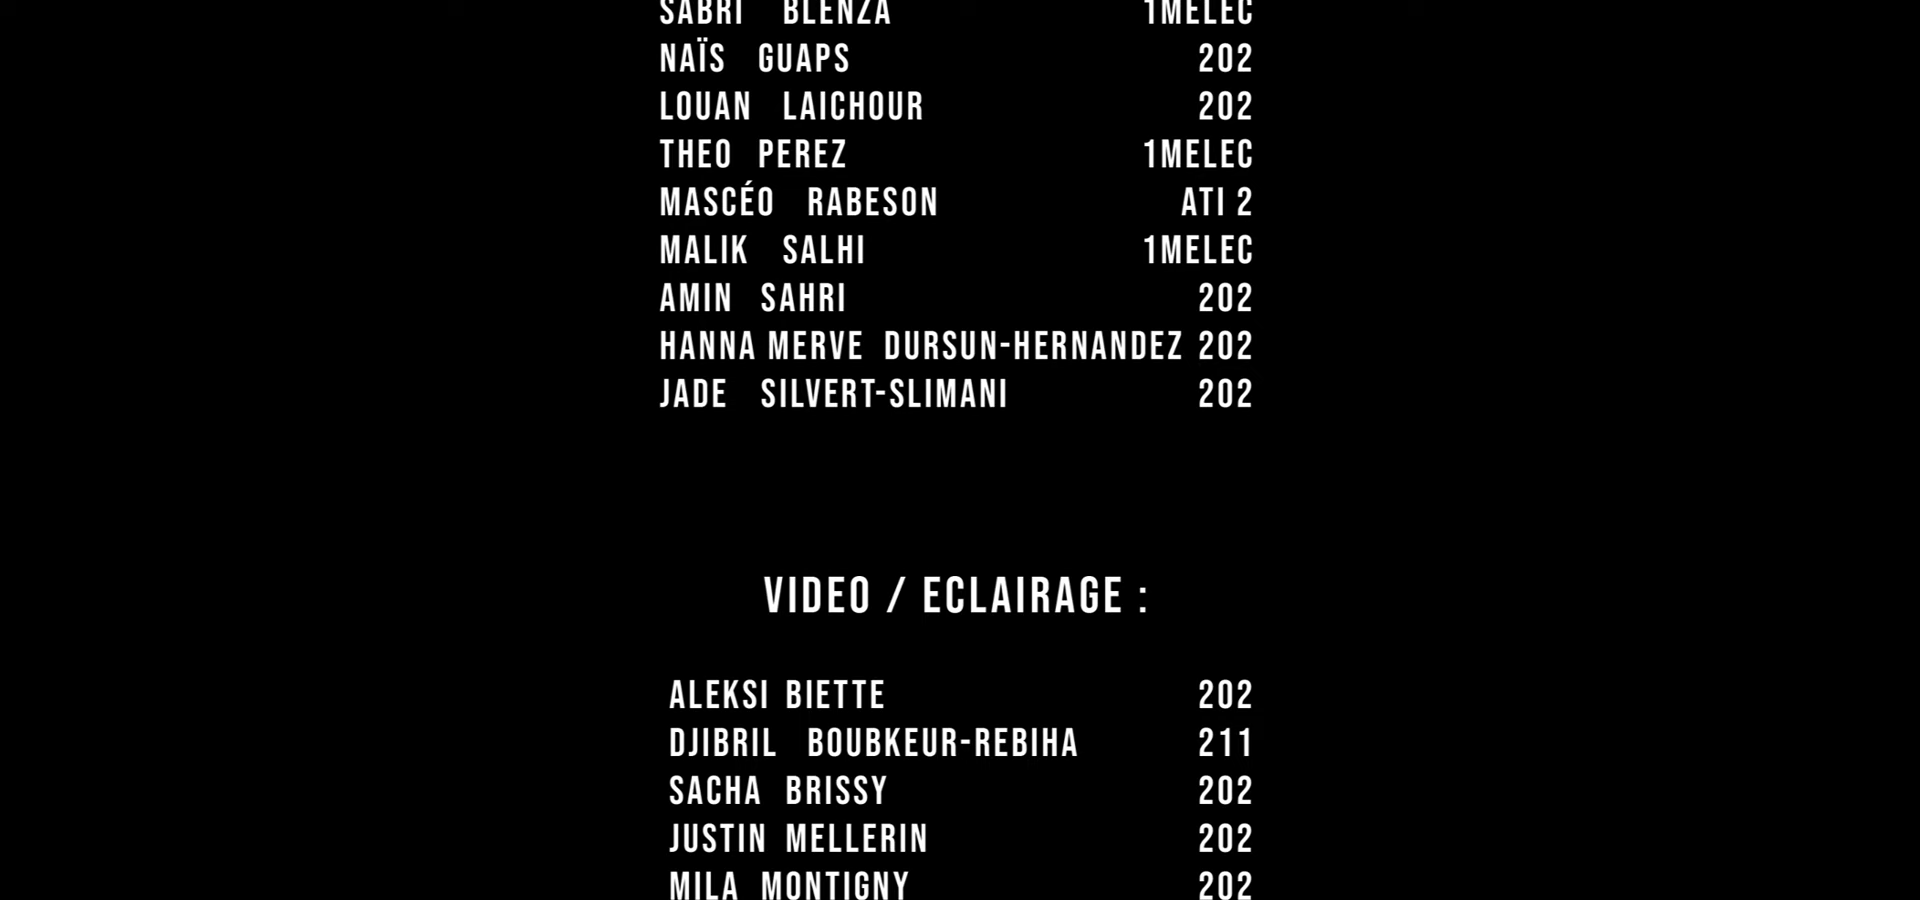 SABRI BLENZA 1MELEC
NAÏS GUAPS 202
LOUAN LAICHOUR 202
THEO PEREZ 1MELEC
MASCÉO RABESON ATI 2
MALIK SALHI 1MELEC
AMIN SAHRI 202
HANNA MERVE DURSUN-HERNANDEZ 202
JADE SILVERT-SLIMANI 202
VIDEO / ECLAIRAGE :
ALEKSI BIETTE 202
DJIBRIL BOUBKEUR-REBIHA 211
SACHA BRISSY 202
JUSTIN MELLERIN 202
MILA MONTIGNY 202